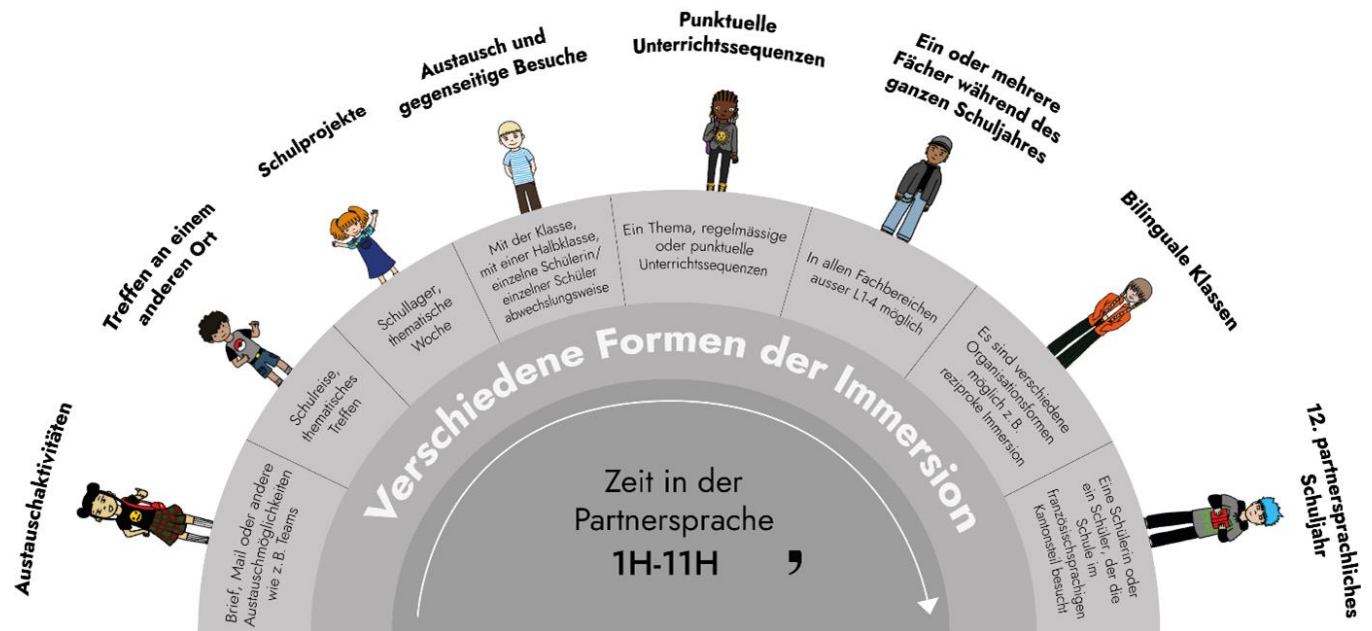 Austauschaktivitäten
Brief, Mail oder andere
Austauschmöglichkeiten
wie z. B. Teams
Treffen an einem
anderen Ort
Schulreise,
thematisches
Treffen
Schulprojekte
Schullager,
thematische
Woche
Austausch und
gegenseitige Besuche
Mit der Klasse,
mit einer Halbklasse,
einzelne Schülerin/
einzelner Schüler
abwechslungsweise
Punktuelle
Unterrichtssequenzen
Ein Thema, regelmässige
oder punktuelle
Unterrichtssequenzen
Ein oder mehrere
Fächer während des
ganzen Schuljahres
In allen Fachbereichen
ausser L1-4 möglich
Bilinguale Klassen
Es sind verschiedene
Organisationsformen
möglich z. B.
reziproke Immersion
12. partnersprachliches
Schuljahr
Eine Schülerin oder
ein Schüler, der die
Schule im
französischsprachigen
Kantonsteil besucht
Verschiedene Formen der Immersion
Zeit in der
Partnersprache
1H-11H ,